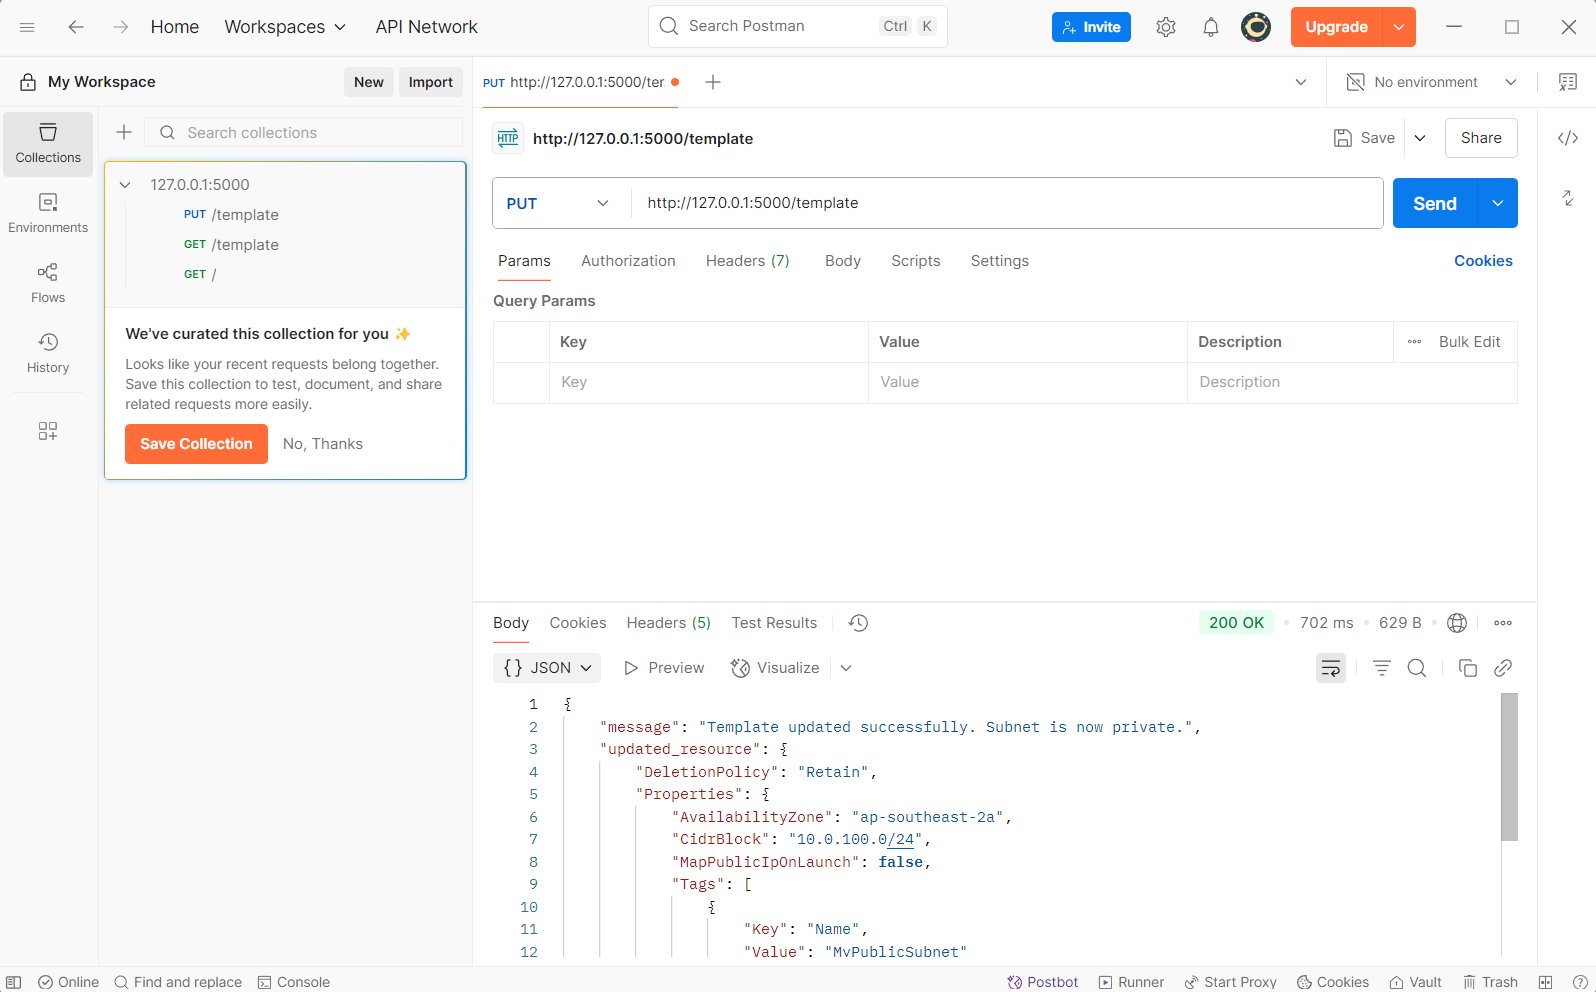 Home
Workspaces
API Network
Search Postman
Ctrl K
Invite
Upgrade
My Workspace
New
Import
PUT http://127.0.0.1:5000/ter
No environment
Collections
Search collections
HTTP http://127.0.0.1:5000/template
Save
Share
127.0.0.1:5000
PUT /template
GET /template
GET /
Environments
Flows
History
PUT
http://127.0.0.1:5000/template
Send
Params
Authorization
Headers (7)
Body
Scripts
Settings
Cookies
Query Params
Key
Value
Description
Bulk Edit
Key
Value
Description
We've curated this collection for you ✨
Looks like your recent requests belong together.
Save this collection to test, document, and share
related requests more easily.
Save Collection
No, Thanks
Body
Cookies
Headers (5)
Test Results
200 OK
702 ms
629 B
{} JSON
Preview
Visualize
1 {
2 "message": "Template updated successfully. Subnet is now private.",
3 "updated_resource": {
4 "DeletionPolicy": "Retain",
5 "Properties": {
6 "AvailabilityZone": "ap-southeast-2a",
7 "CidrBlock": "10.0.100.0/24",
8 "MapPublicIpOnLaunch": false,
9 "Tags": [
10 {
11 "Key": "Name",
12 "Value": "MyPublicSubnet"
Online
Find and replace
Console
Postbot
Runner
Start Proxy
Cookies
Vault
Trash